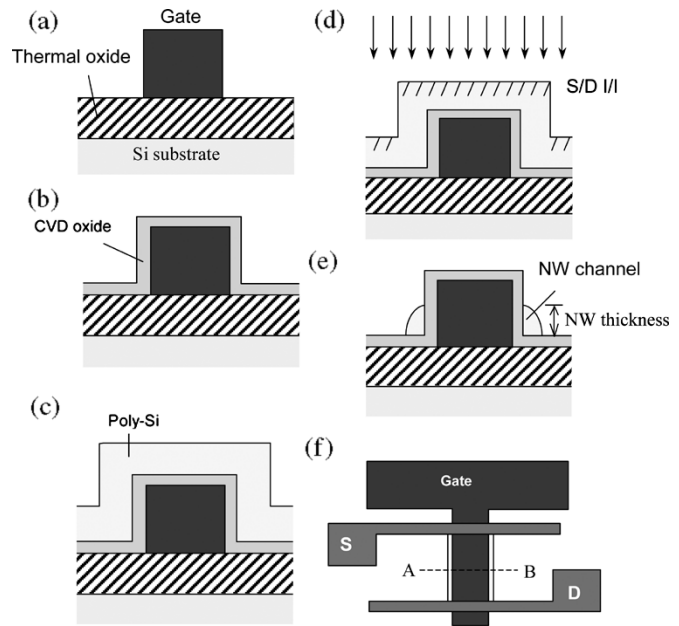 (a)
Gate
Thermal oxide
Si substrate
(b)
CVD oxide
(c)
Poly-Si
(d)
S/D I/I
(e)
NW channel
NW thickness
(f)
Gate
S
A
B
D